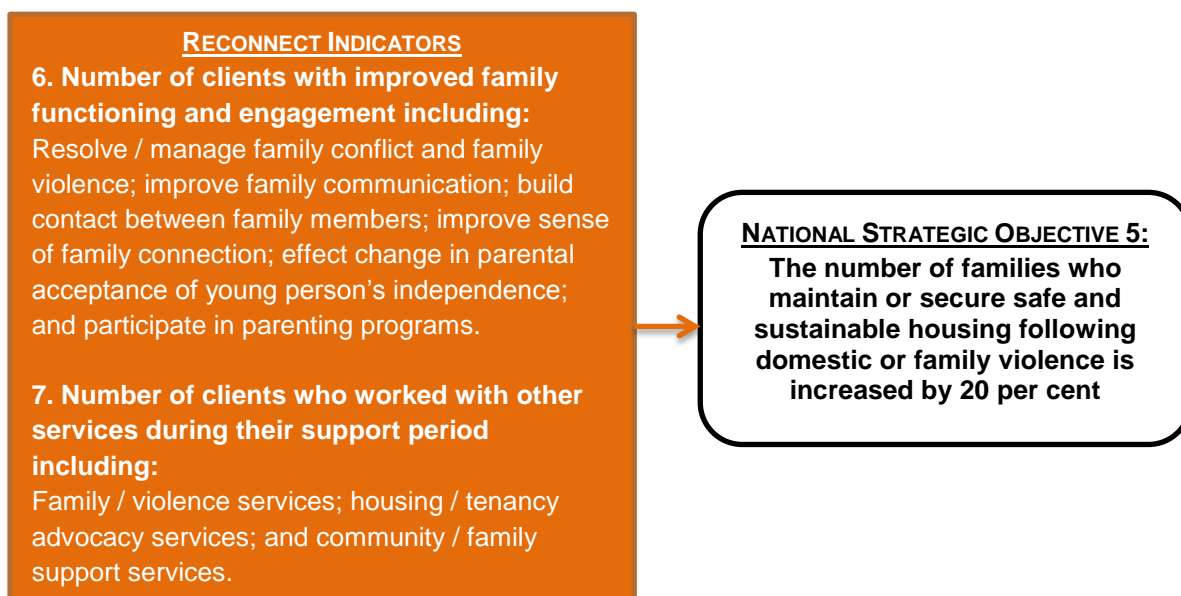 RECONNECT INDICATORS
6. Number of clients with improved family
functioning and engagement including:
Resolve / manage family conflict and family
violence; improve family communication; build
contact between family members; improve sense
of family connection; effect change in parental
acceptance of young person’s independence;
and participate in parenting programs.
7. Number of clients who worked with other
services during their support period
including:
Family / violence services; housing / tenancy
advocacy services; and community / family
support services.
NATIONAL STRATEGIC OBJECTIVE 5:
The number of families who
maintain or secure safe and
sustainable housing following
domestic or family violence is
increased by 20 per cent